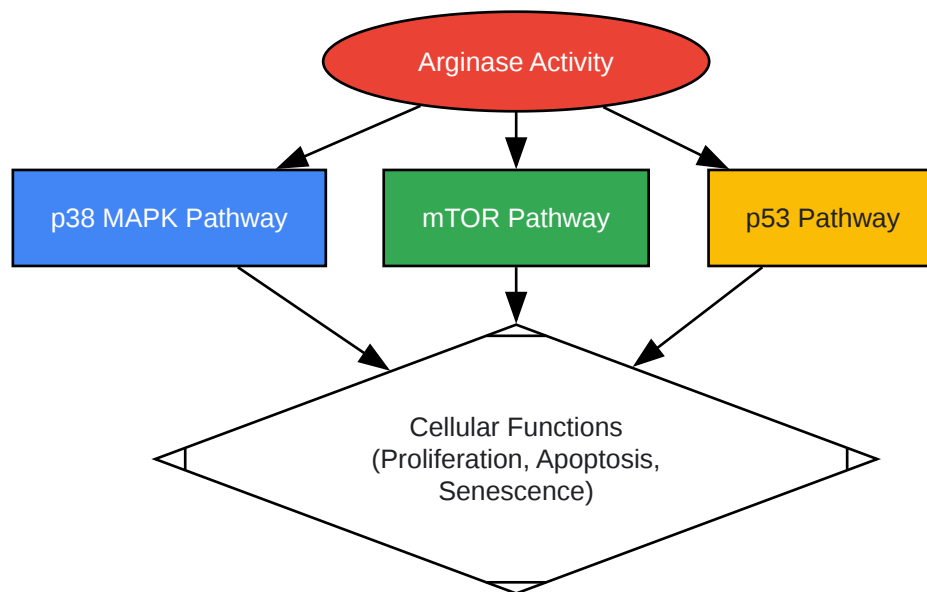 Arginase Activity
p38 MAPK Pathway
mTOR Pathway
p53 Pathway
Cellular Functions
(Proliferation, Apoptosis,
Senescence)